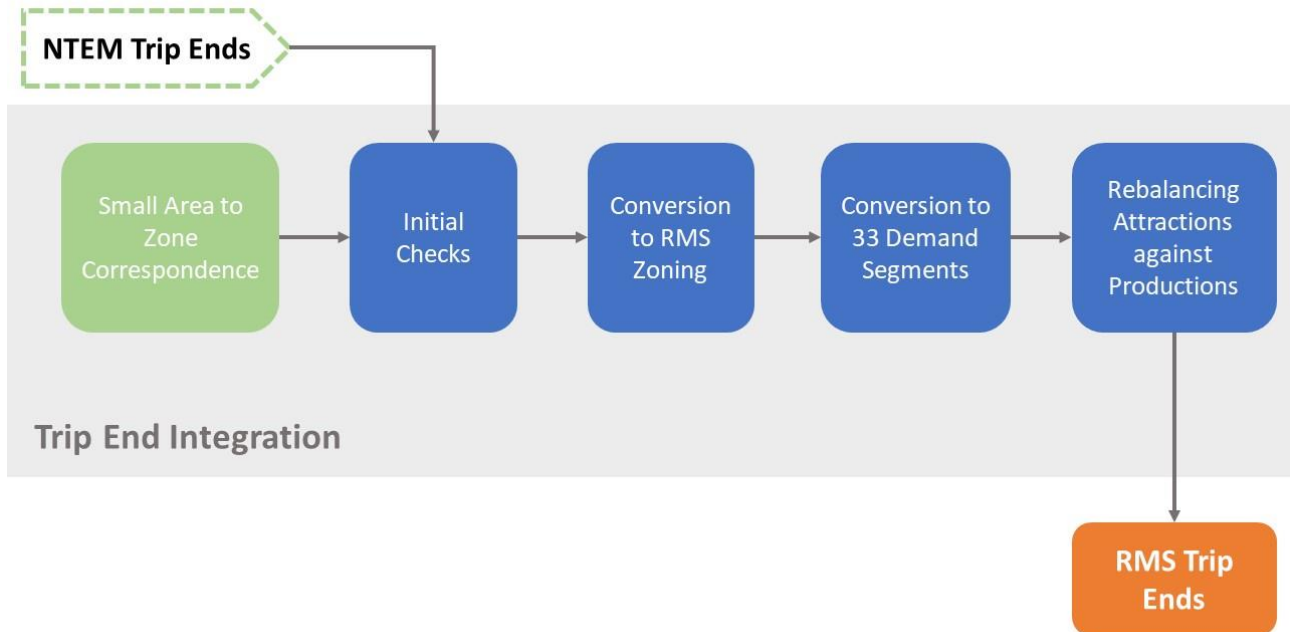 NTEM Trip Ends
Small Area to
Zone
Correspondence
Initial
Checks
Conversion
to RMS
Zoning
Conversion to
33 Demand
Segments
Rebalancing
Attractions
against
Productions
Trip End Integration
RMS Trip
Ends